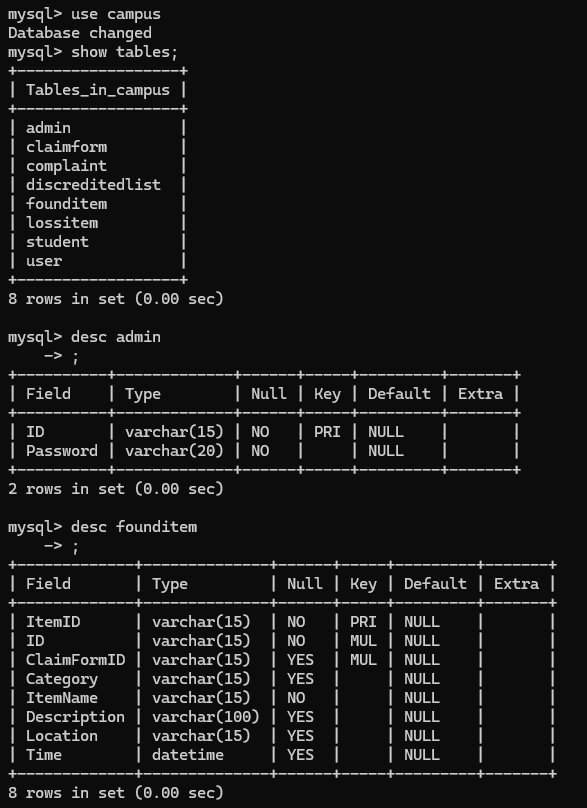 mysql> use campus
Database changed
mysql> show tables;
+------------------+
| Tables_in_campus |
+------------------+
| admin            |
| claimform        |
| complaint        |
| discreditedlist  |
| founditem        |
| lossitem         |
| student          |
| user             |
+------------------+
8 rows in set (0.00 sec)

mysql> desc admin
    -> ;
+----------+-------------+------+-----+---------+-------+
| Field    | Type        | Null | Key | Default | Extra |
+----------+-------------+------+-----+---------+-------+
| ID       | varchar(15) | NO   | PRI | NULL    |       |
| Password | varchar(20) | NO   |     | NULL    |       |
+----------+-------------+------+-----+---------+-------+
2 rows in set (0.00 sec)

mysql> desc founditem
    -> ;
+-------------+--------------+------+-----+---------+-------+
| Field       | Type         | Null | Key | Default | Extra |
+-------------+--------------+------+-----+---------+-------+
| ItemID      | varchar(15)  | NO   | PRI | NULL    |       |
| ID          | varchar(15)  | NO   | MUL | NULL    |       |
| ClaimFormID | varchar(15)  | YES  | MUL | NULL    |       |
| Category    | varchar(15)  | YES  |     | NULL    |       |
| ItemName    | varchar(15)  | NO   |     | NULL    |       |
| Description | varchar(100) | YES  |     | NULL    |       |
| Location    | varchar(15)  | YES  |     | NULL    |       |
| Time        | datetime     | YES  |     | NULL    |       |
+-------------+--------------+------+-----+---------+-------+
8 rows in set (0.00 sec)